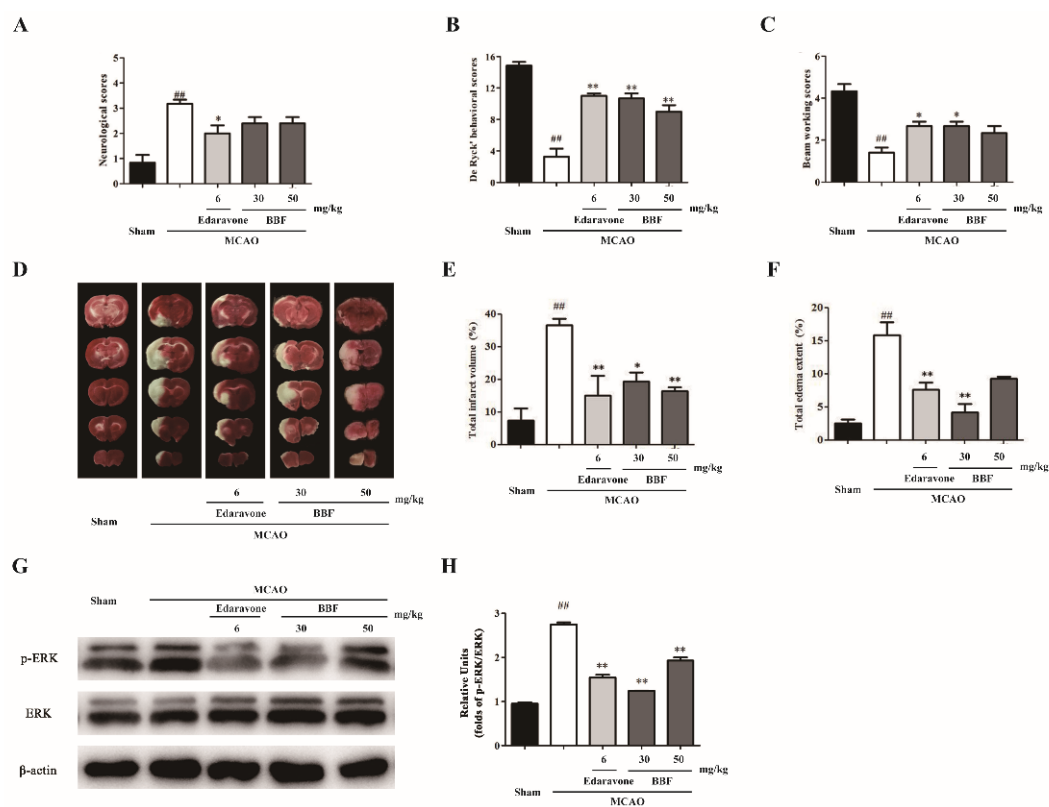 A
Neurological scores
5
4
3
2
1
0
##
*
6 30 50
mg/kg
Edaravone BBF
Sham
MCAO
B
De Ryck' behavioral scores
16
12
8
4
0
##
** ** **
6 30 50
mg/kg
Edaravone BBF
Sham
MCAO
C
Beam working scores
6
4
2
0
##
* *
6 30 50
mg/kg
Edaravone BBF
Sham
MCAO
D
6 30 50
mg/kg
Edaravone BBF
Sham
MCAO
E
Total infarct volume (%)
40
30
20
10
0
##
** * **
6 30 50
mg/kg
Edaravone BBF
Sham
MCAO
F
Total edema extent (%)
20
15
10
5
0
##
** **
6 30 50
mg/kg
Edaravone BBF
Sham
MCAO
G
MCAO
Sham
Edaravone BBF
mg/kg
6 30 50
p-ERK
ERK
β-actin
H
Relative Units
(folds of p-ERK/ERK)
3
2
1
0
##
** ** **
6 30 50
mg/kg
Edaravone BBF
Sham
MCAO